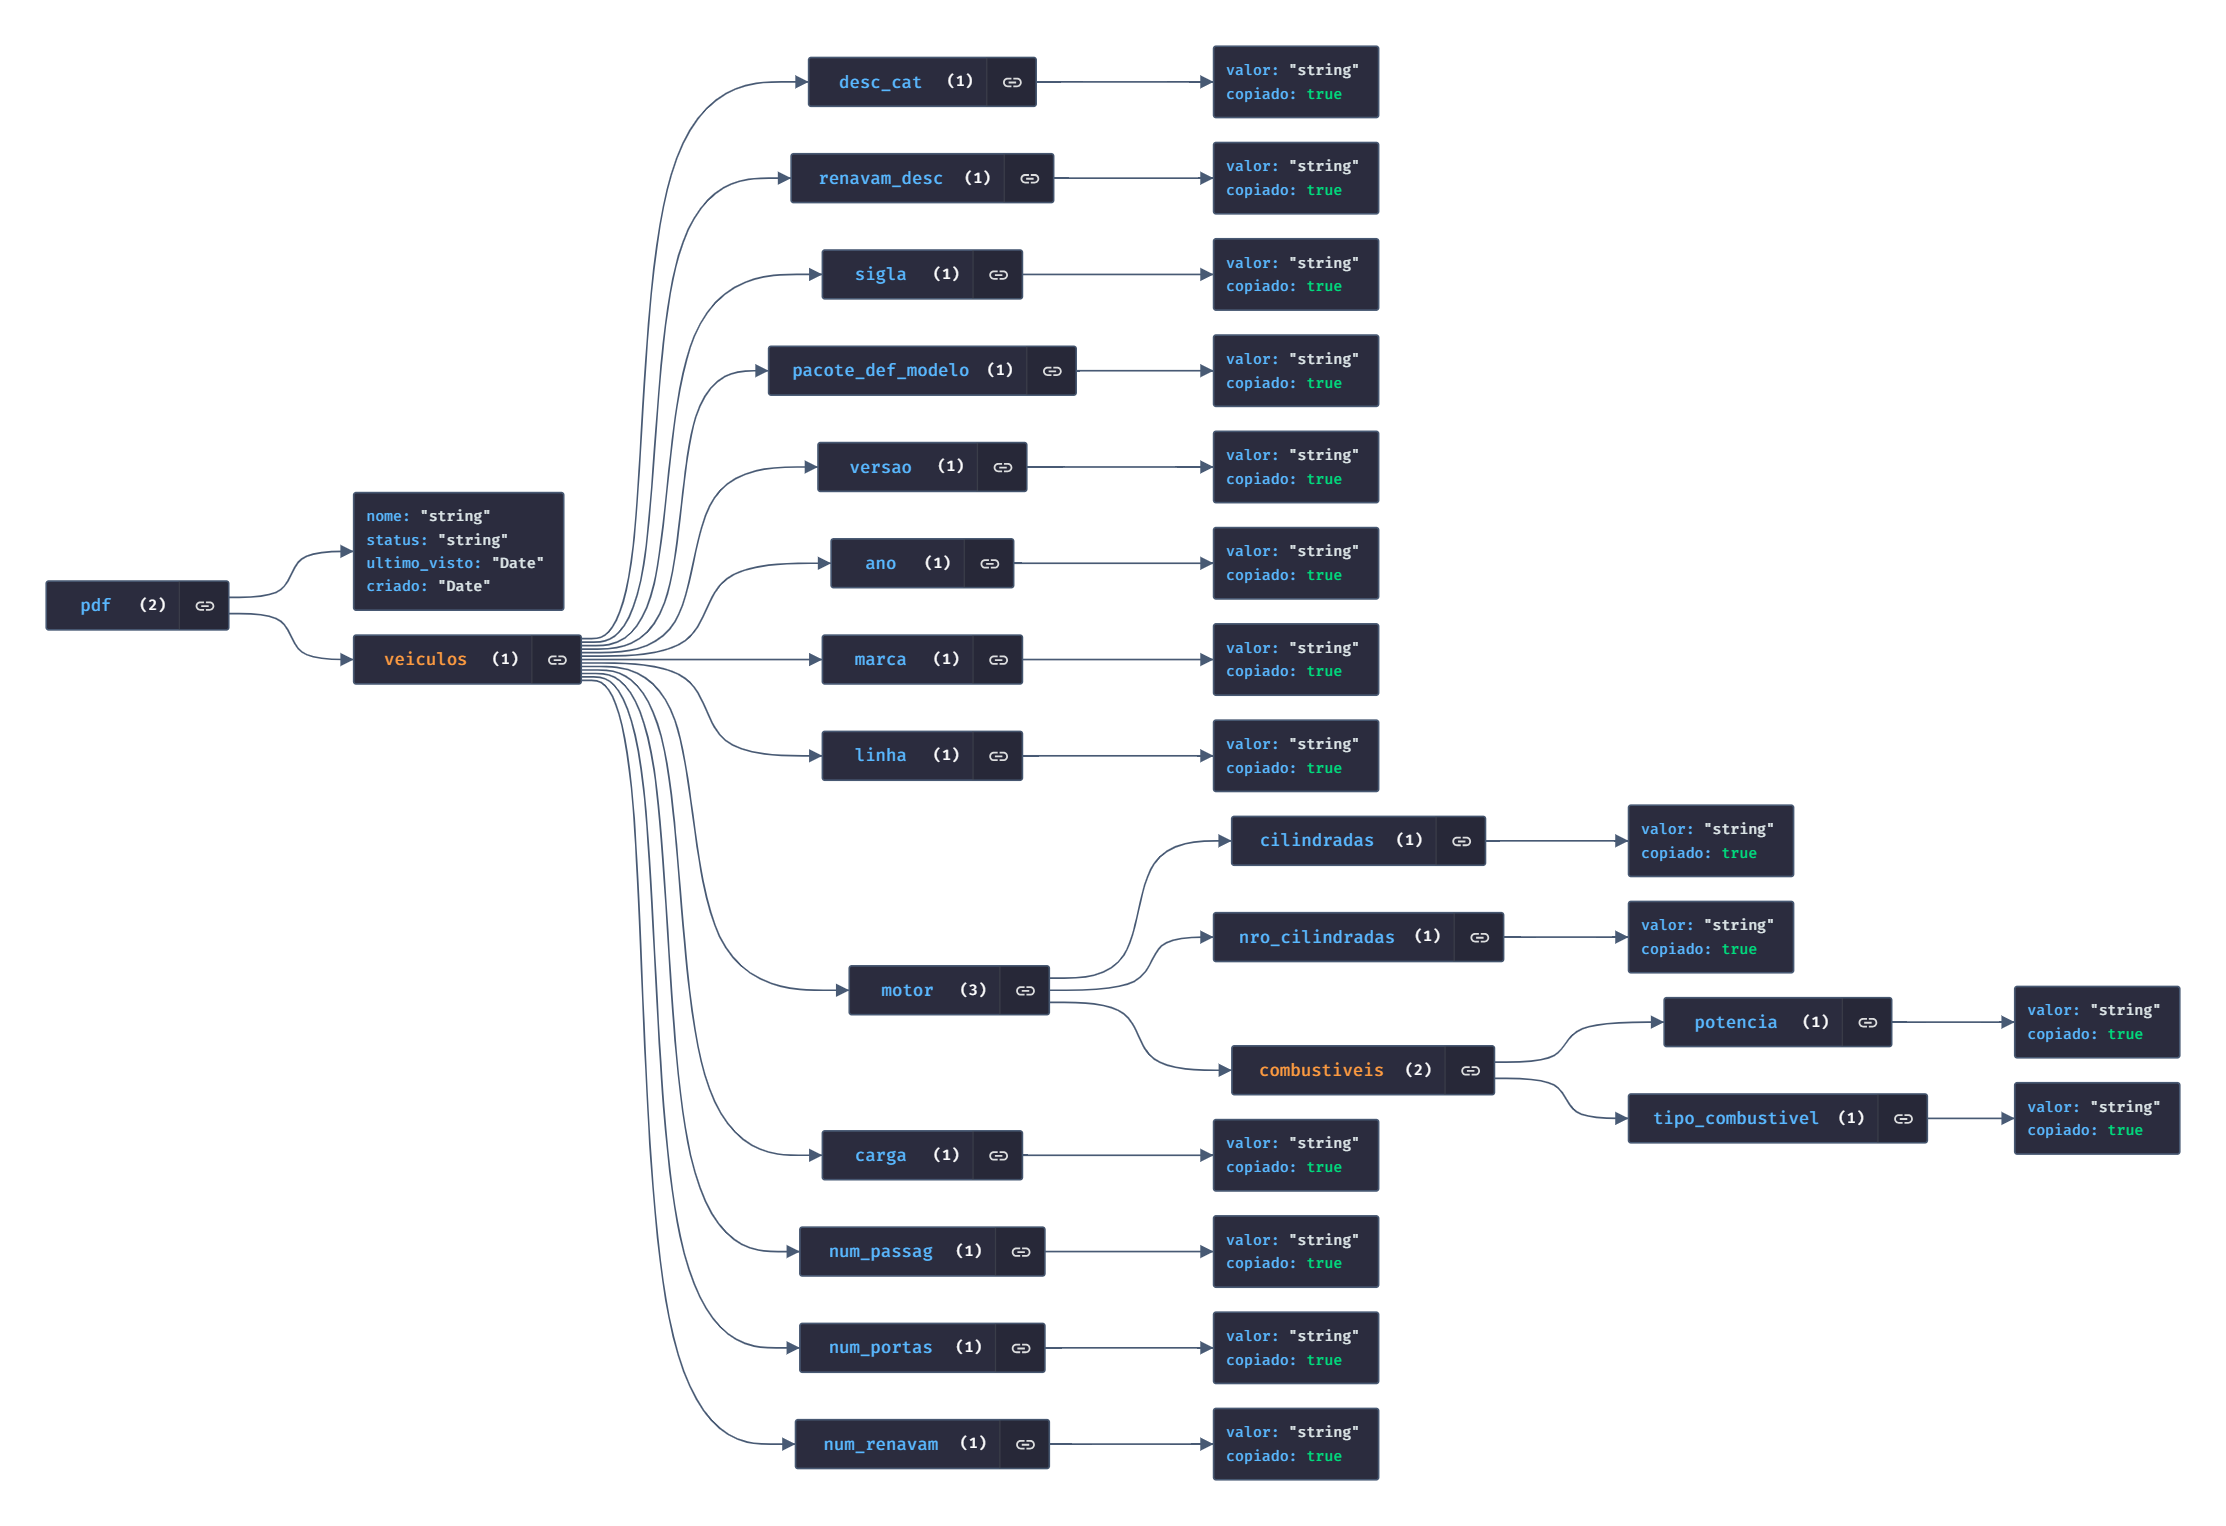 desc_cat (1)
valor: "string"
copiado: true
renavam_desc (1)
valor: "string"
copiado: true
sigla (1)
valor: "string"
copiado: true
pacote_def_modelo (1)
valor: "string"
copiado: true
versao (1)
valor: "string"
copiado: true
nome: "string"
status: "string"
ultimo_visto: "Date"
criado: "Date"
ano (1)
valor: "string"
copiado: true
pdf (2)
veiculos (1)
marca (1)
valor: "string"
copiado: true
linha (1)
valor: "string"
copiado: true
motor (3)
cilindradas (1)
valor: "string"
copiado: true
nro_cilindradas (1)
valor: "string"
copiado: true
combustiveis (2)
potencia (1)
valor: "string"
copiado: true
tipo_combustivel (1)
valor: "string"
copiado: true
carga (1)
valor: "string"
copiado: true
num_passag (1)
valor: "string"
copiado: true
num_portas (1)
valor: "string"
copiado: true
num_renavam (1)
valor: "string"
copiado: true